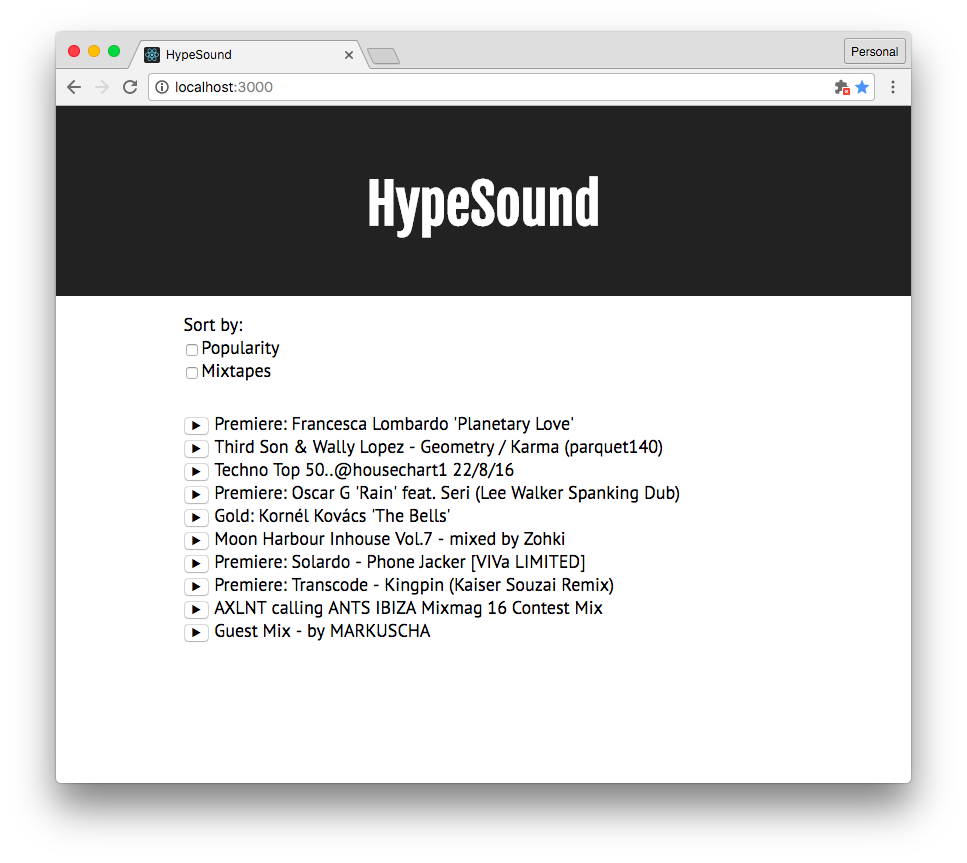 HypeSound
Personal
localhost:3000
HypeSound
Sort by:
Popularity
Mixtapes
Premiere: Francesca Lombardo 'Planetary Love'
Third Son & Wally Lopez - Geometry / Karma (parquet140)
Techno Top 50..@housechart1 22/8/16
Premiere: Oscar G 'Rain' feat. Seri (Lee Walker Spanking Dub)
Gold: Kornél Kovács 'The Bells'
Moon Harbour Inhouse Vol.7 - mixed by Zohki
Premiere: Solardo - Phone Jacker [VIVa LIMITED]
Premiere: Transcode - Kingpin (Kaiser Souzai Remix)
AXLNT calling ANTS IBIZA Mixmag 16 Contest Mix
Guest Mix - by MARKUSCHA